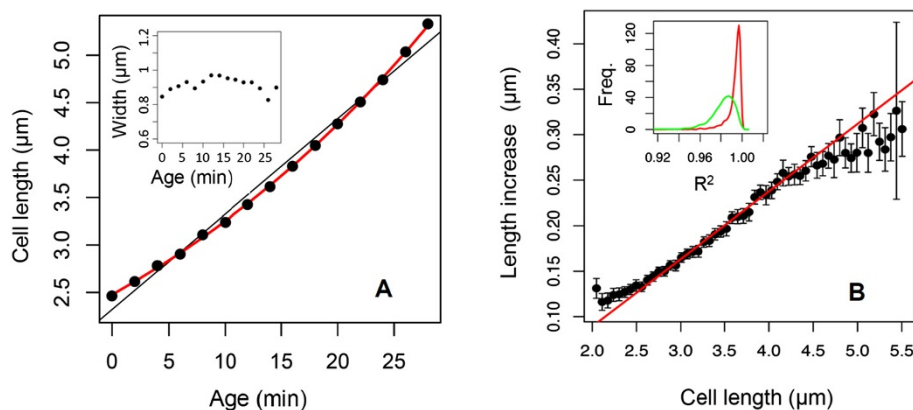 5.0
4.5
4.0
3.5
3.0
2.5
Cell length (µm)
0 5 10 15 20 25
Age (min)
A
1.2
1
0.8
0.6
Width (µm)
0 5 10 15 20 25
Age (min)
0.40
0.35
0.30
0.25
0.20
0.15
0.10
Length increase (µm)
2.0 2.5 3.0 3.5 4.0 4.5 5.0 5.5
Cell length (µm)
B
120
80
40
0
Freq.
0.92 0.96 1.00
R²